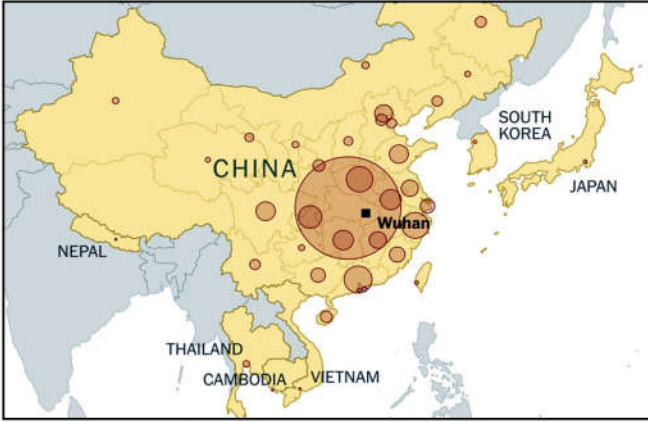 SOUTH
KOREA
CHINA
JAPAN
Wuhan
NEPAL
THAILAND
CAMBODIA
VIETNAM